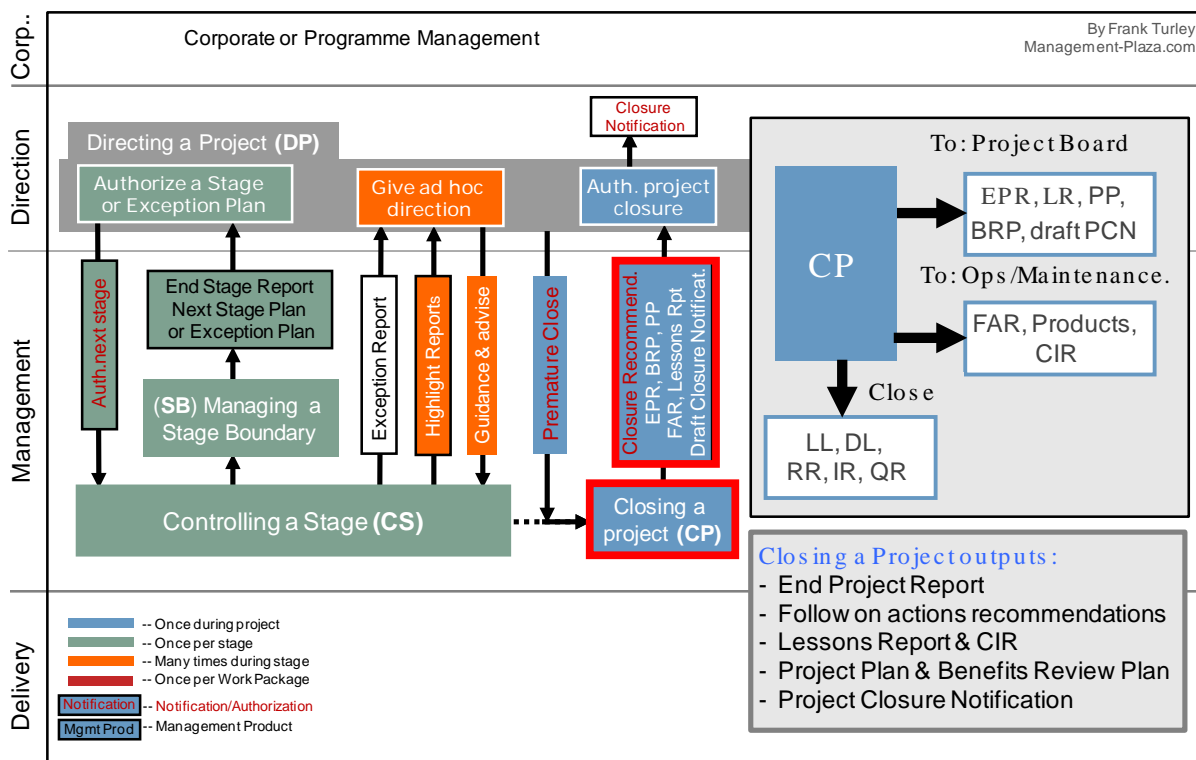 Corp..
Corporate or Programme Management
By Frank Turley
Management-Plaza.com
Direction
Directing a Project (DP)
Authorize a Stage
or Exception Plan
Give ad hoc
direction
Closure
Notification
Auth. project
closure
Management
Auth.next stage
End Stage Report
Next Stage Plan
or Exception Plan
(SB) Managing a
Stage Boundary
Exception Report
Highlight Reports
Guidance & advise
Premature Close
Closure Recommend.
EPR, BRP, PP
FAR, Lessons Rpt
Draft Closure Notificat.
Controlling a Stage (CS)
Closing a
project (CP)
To: Project Board
CP
EPR, LR, PP,
BRP, draft PCN
To: Ops/Maintenance.
FAR, Products,
CIR
Close
LL, DL,
RR, IR, QR
Closing a Project outputs:
- End Project Report
- Follow on actions recommendations
- Lessons Report & CIR
- Project Plan & Benefits Review Plan
- Project Closure Notification
Delivery
-- Once during project
-- Once per stage
-- Many times during stage
-- Once per Work Package
Notification -- Notification/Authorization
Mgmt Prod -- Management Product